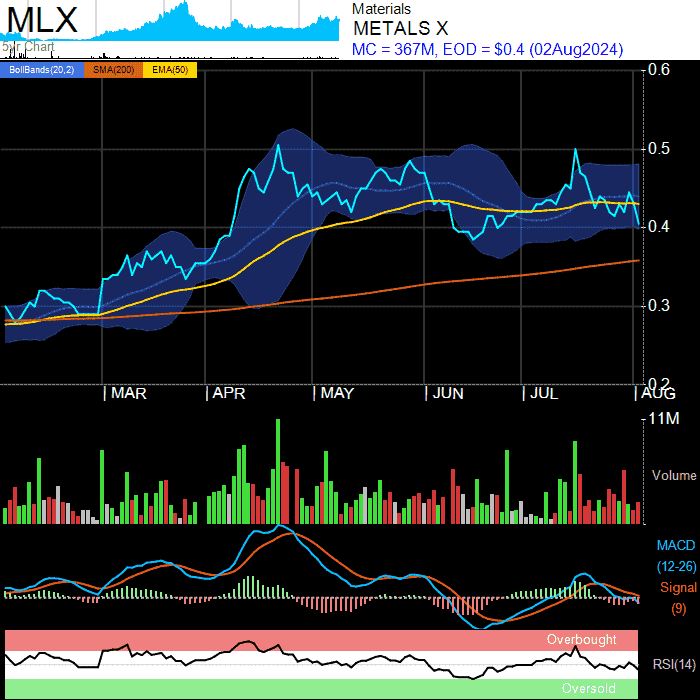 MLX
5yr Chart
Materials
METALS X
MC = 367M, EOD = $0.4 (02Aug2024)
BollBands(20,2) SMA(200) EMA(50)
0.6
0.5
0.4
0.3
0.2
MAR APR MAY JUN JUL AUG
11M
Volume
MACD
(12-26)
Signal
(9)
Overbought
RSI(14)
Oversold